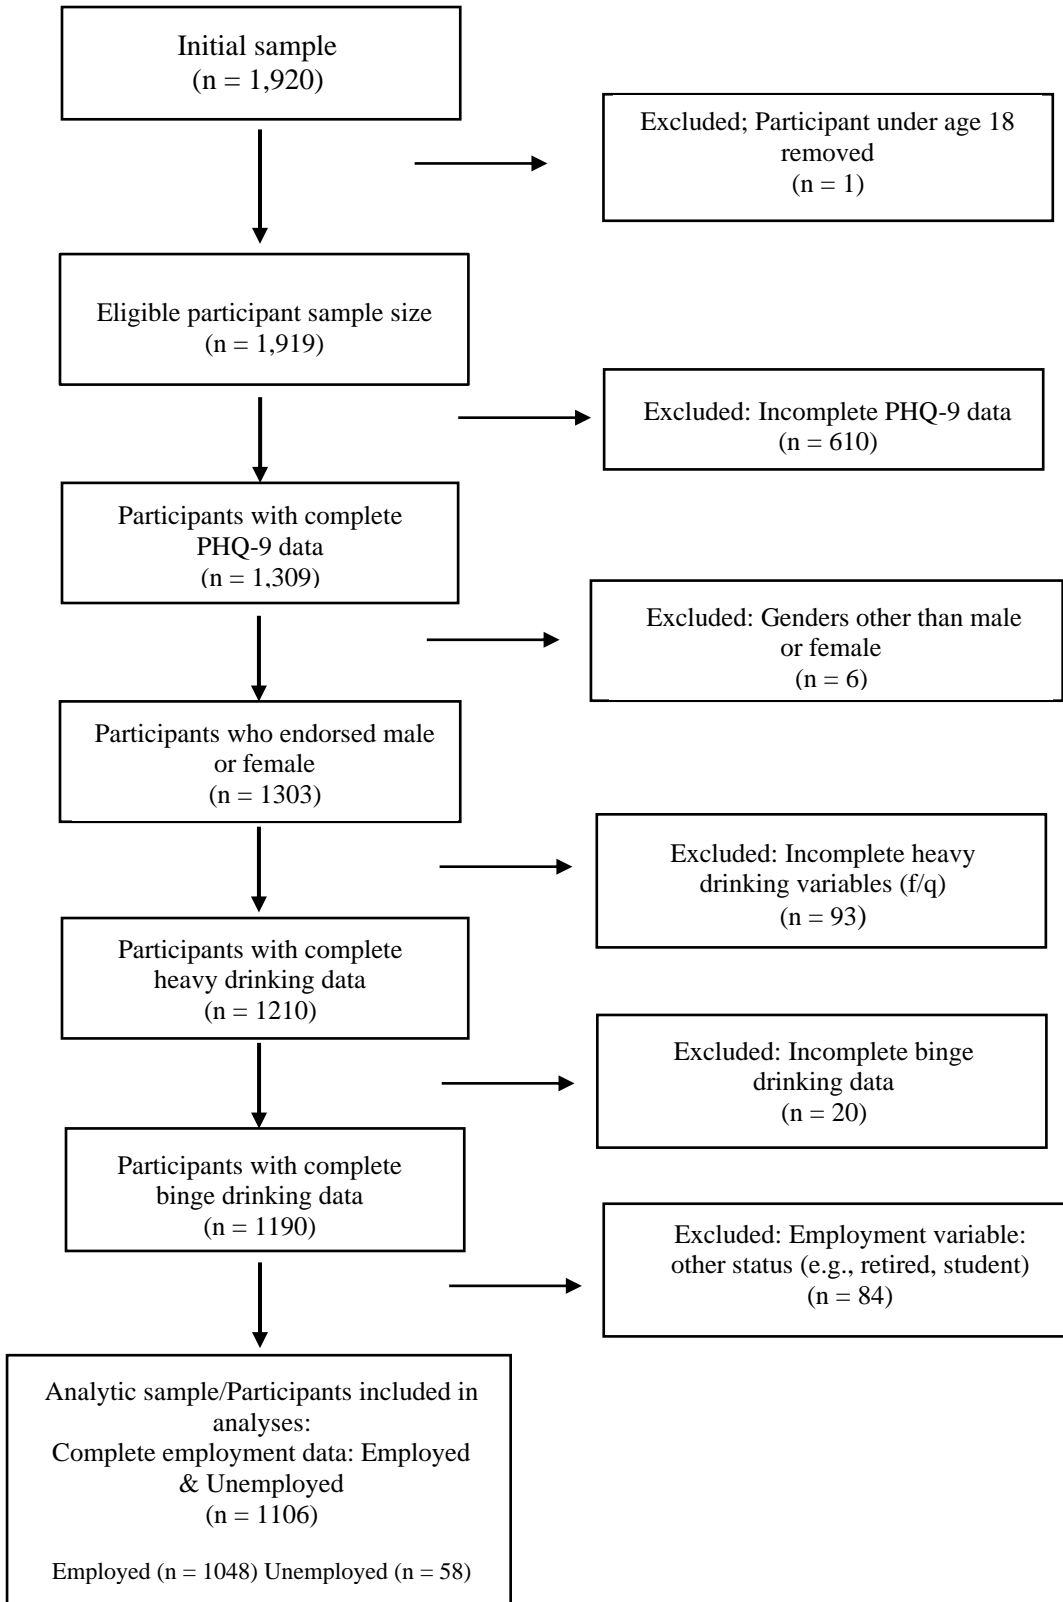 Initial sample
(n = 1,920)
Excluded; Participant under age 18
removed
(n = 1)
Eligible participant sample size
(n = 1,919)
Excluded: Incomplete PHQ-9 data
(n = 610)
Participants with complete
PHQ-9 data
(n = 1,309)
Excluded: Genders other than male
or female
(n = 6)
Participants who endorsed male
or female
(n = 1303)
Excluded: Incomplete heavy
drinking variables (f/q)
(n = 93)
Participants with complete
heavy drinking data
(n = 1210)
Excluded: Incomplete binge
drinking data
(n = 20)
Participants with complete
binge drinking data
(n = 1190)
Excluded: Employment variable:
other status (e.g., retired, student)
(n = 84)
Analytic sample/Participants included in
analyses:
Complete employment data: Employed
& Unemployed
(n = 1106)
Employed (n = 1048) Unemployed (n = 58)